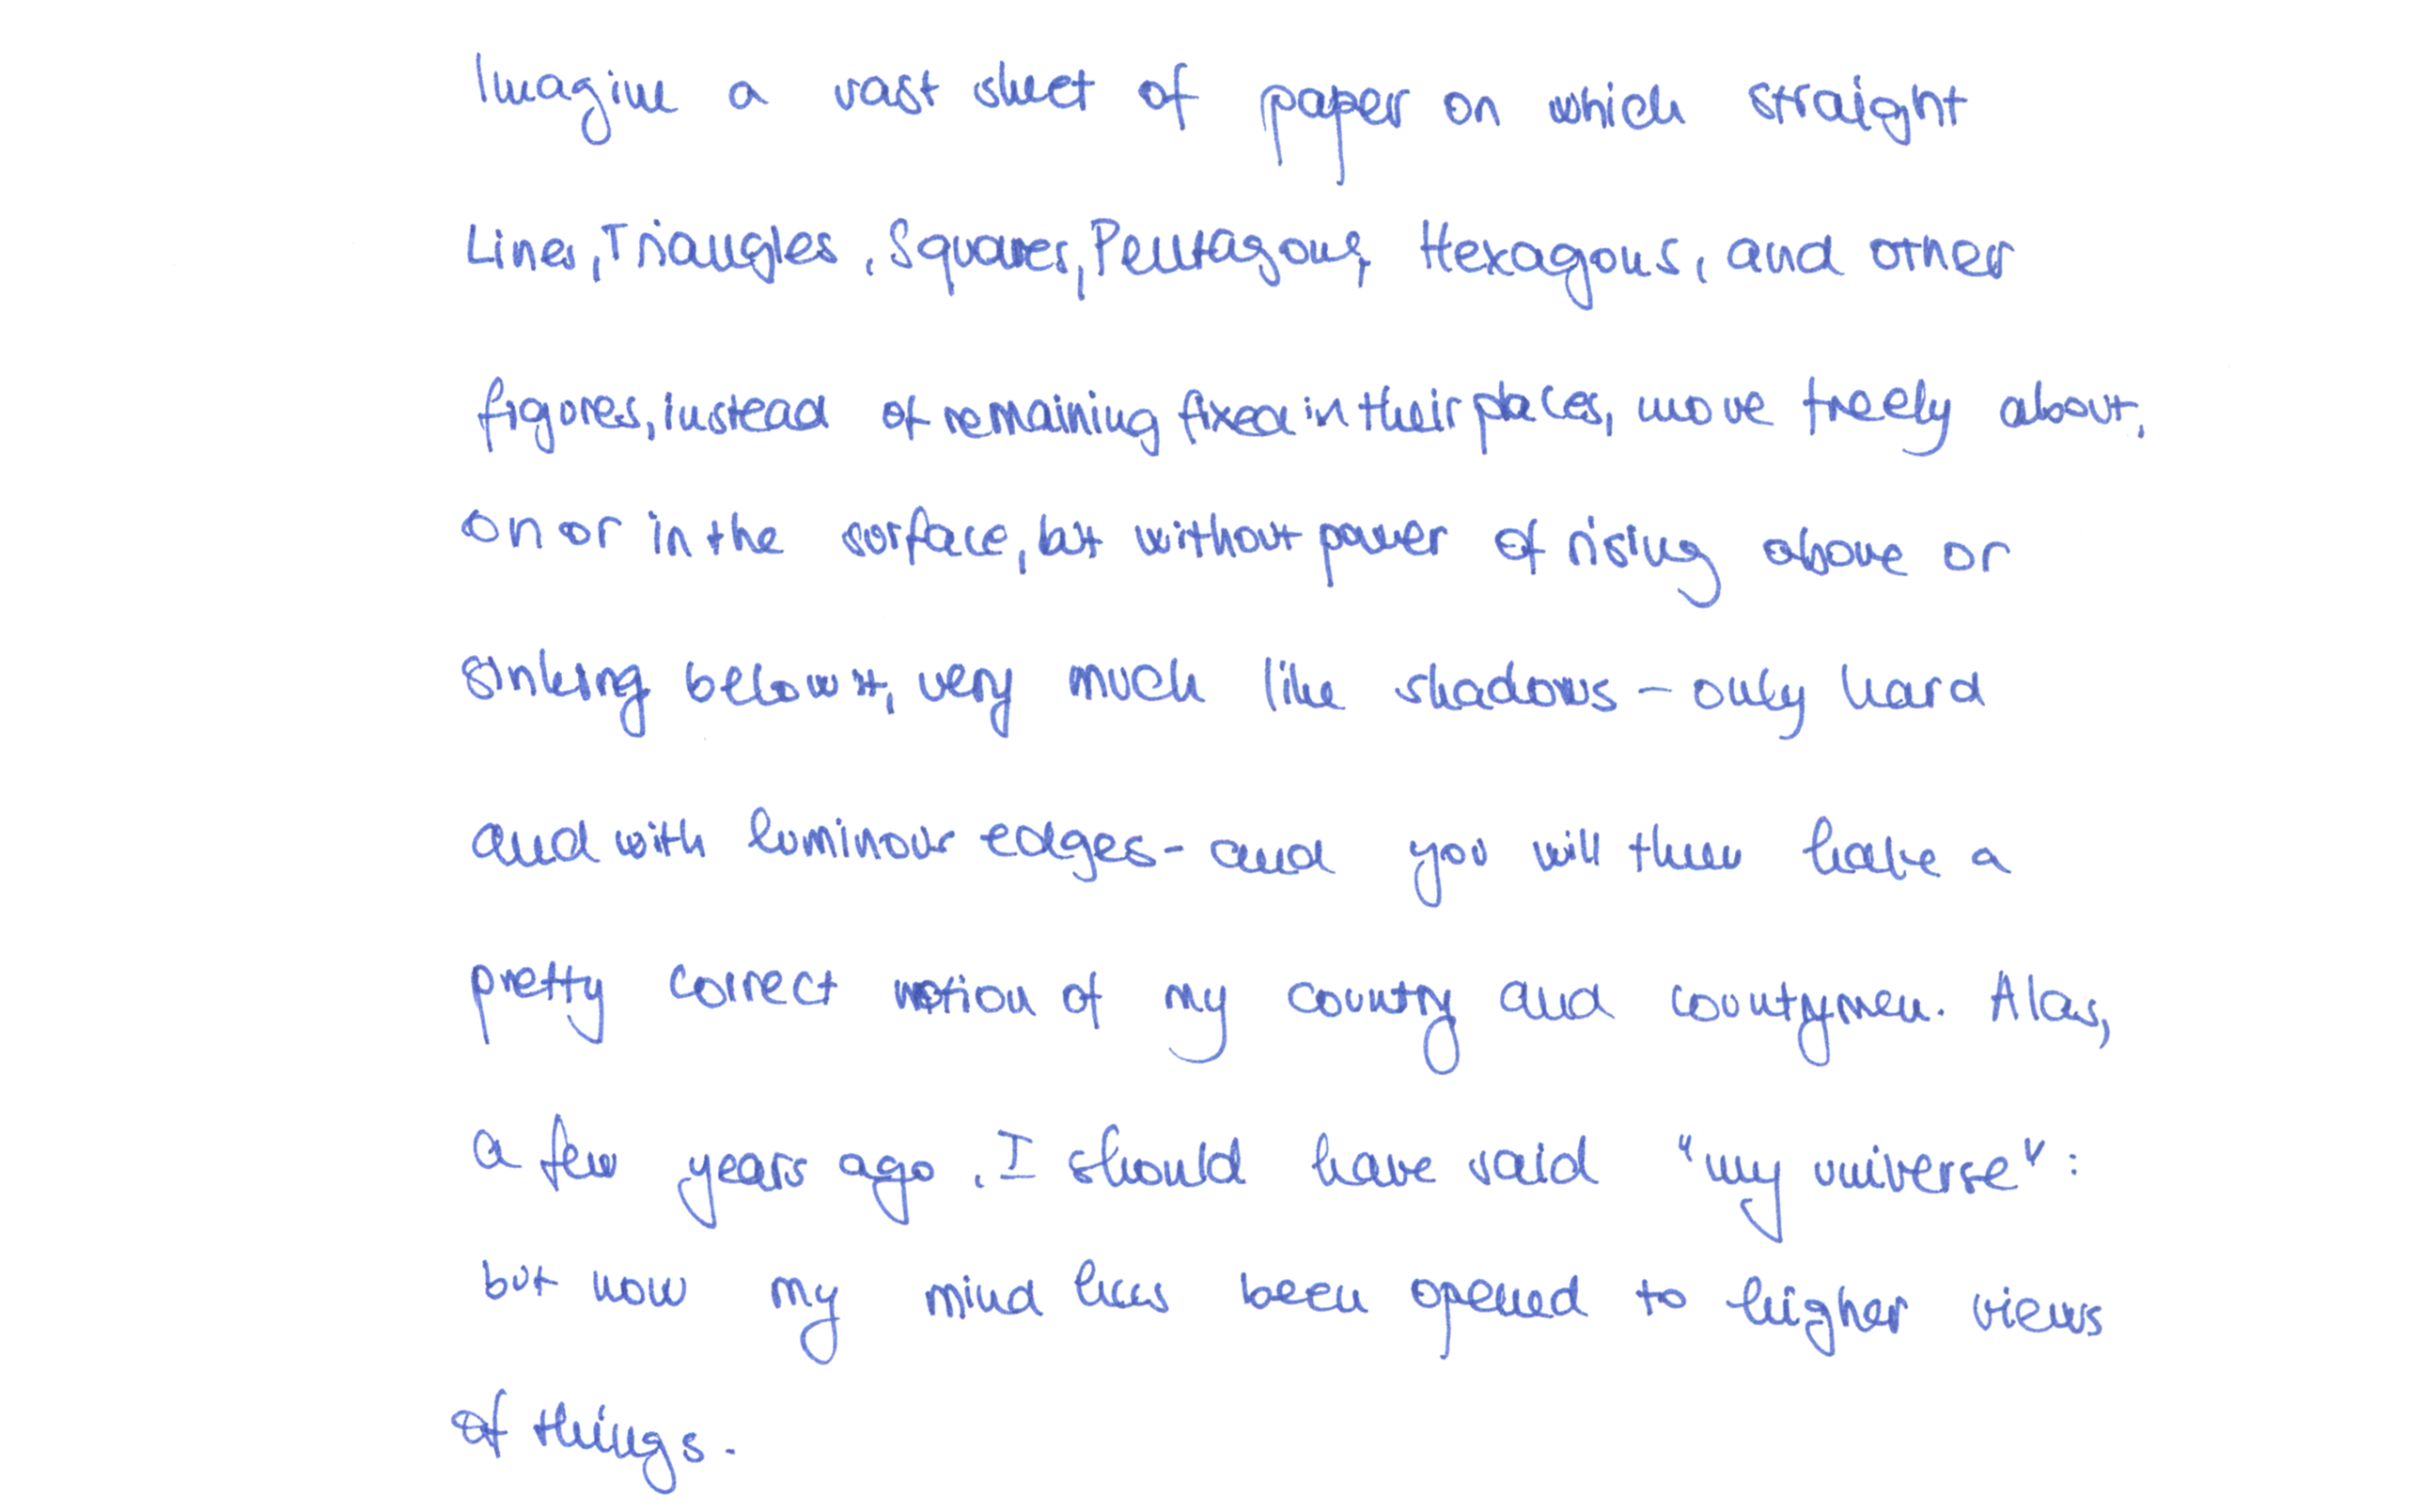 Imagine a vast sheet of paper on which straight
Lines, Triangles, Squares, Pentagons, Hexagons, and other
figures, instead of remaining fixed in their places, move freely about,
on or in the surface, but without power of rising above or
sinking bellow it, very much like shadows - only hard
and with luminous edges - and you will then have a
pretty correct notion of my country and countymen. Alas,
a few years ago, I should have said "my universe":
but now my mind has been opened to higher views
of things.